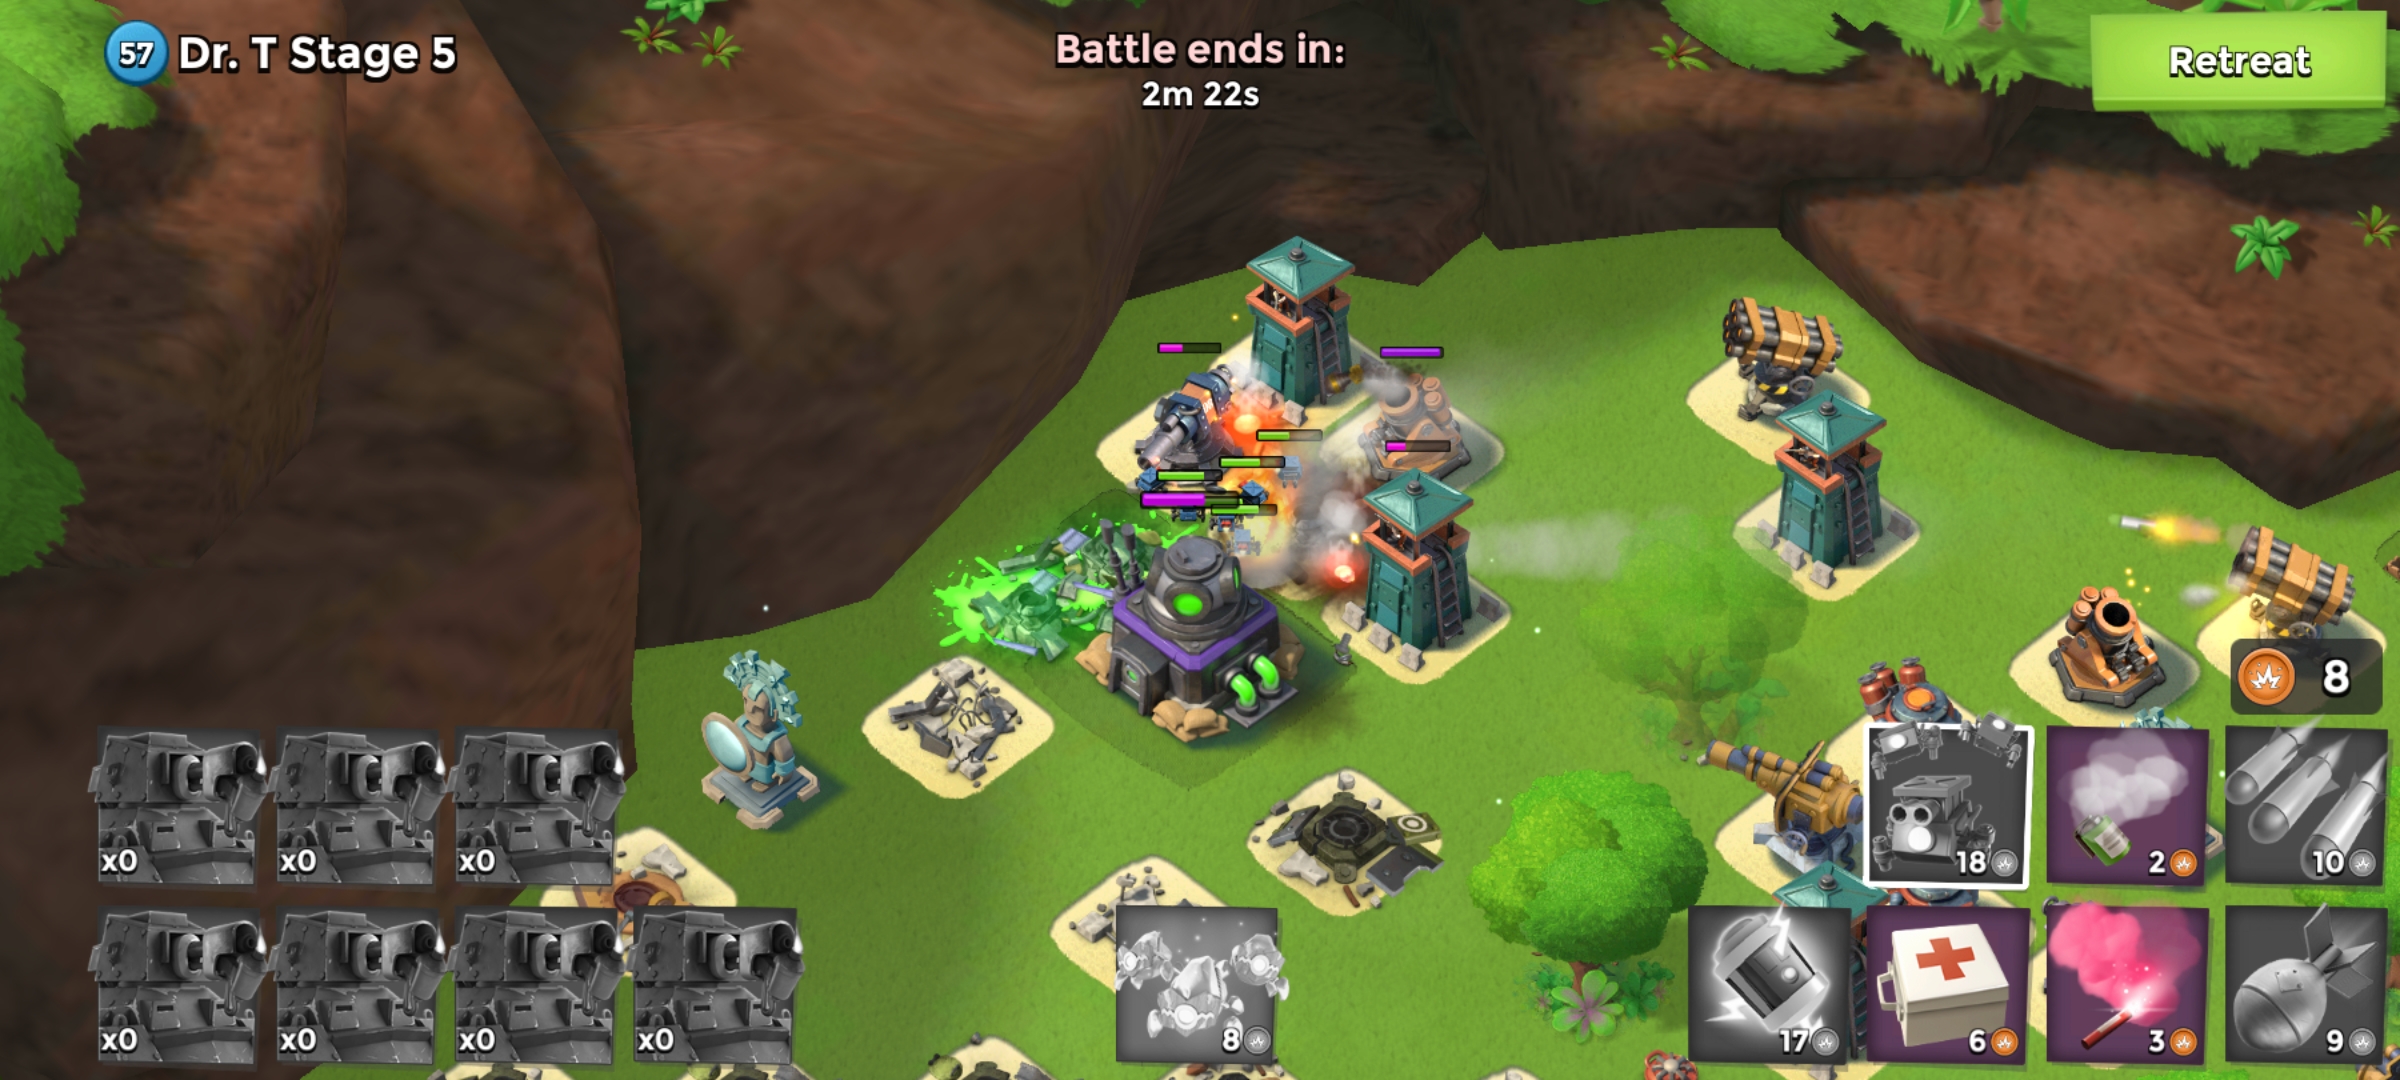 57 Dr. T Stage 5
Battle ends in:
2m 22s
Retreat
8
x0 x0 x0
18 2 10
x0 x0 x0 x0
8
17 6 3 9